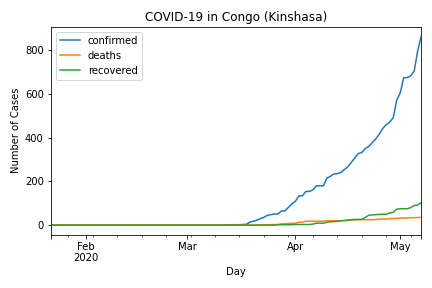 COVID-19 in Congo (Kinshasa)
confirmed
deaths
recovered
Number of Cases
800
600
400
200
0
Feb
2020
Mar
Apr
May
Day